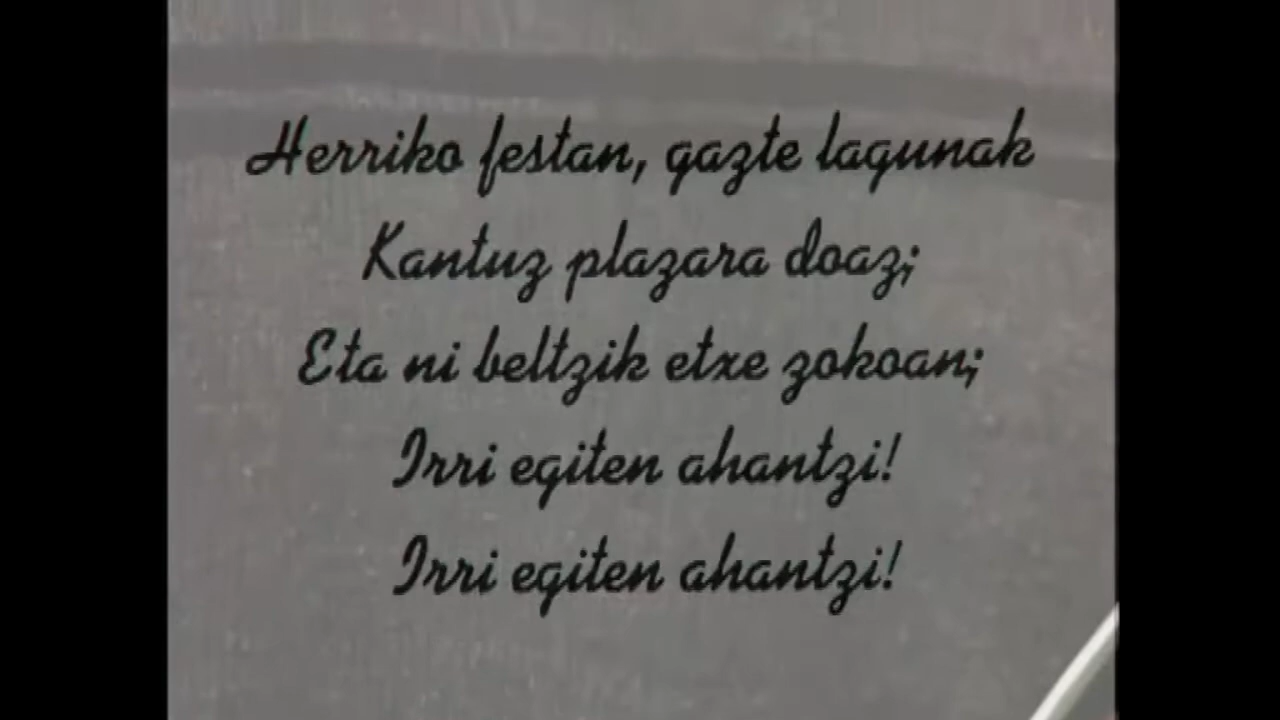 Herriko festan, gazte lagunak
Kantuz plazara doaz;
Eta ni beltzik etxe zokoan;
Irri egiten ahantzi!
Irri egiten ahantzi!